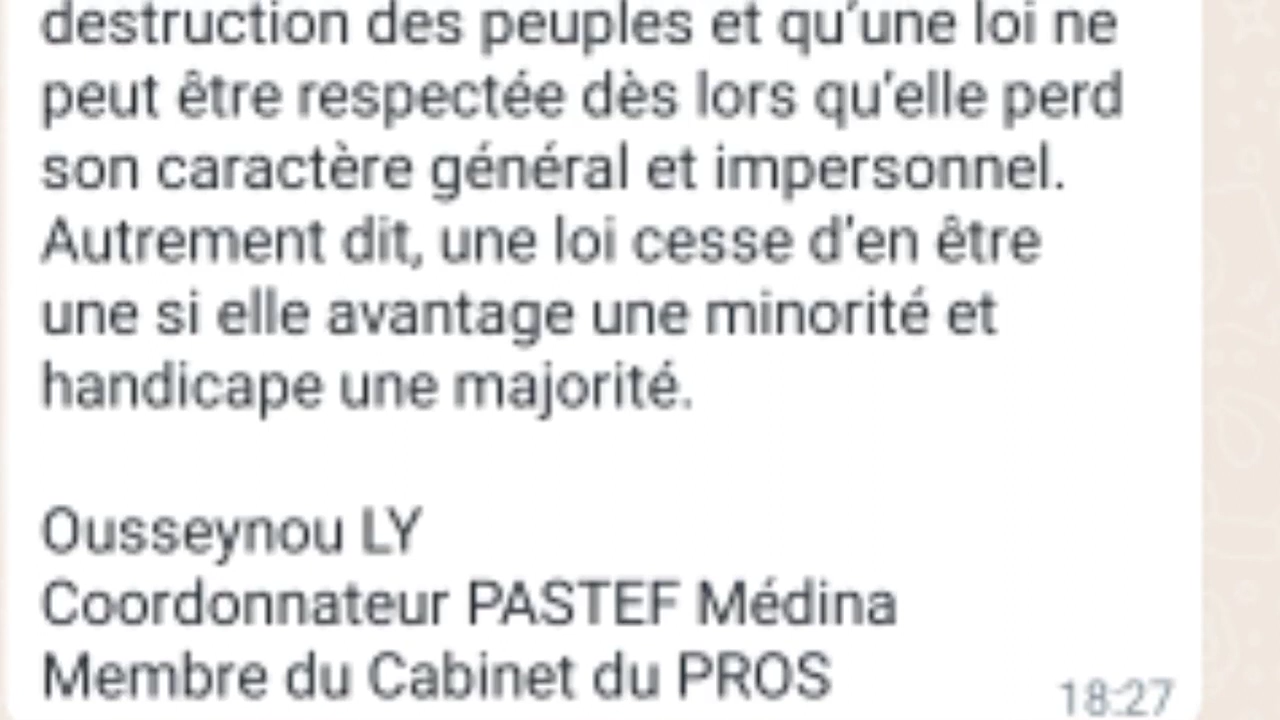 destruction des peuples et qu'une loi ne
peut être respectée dès lors qu'elle perd
son caractère général et impersonnel.
Autrement dit, une loi cesse d'en être
une si elle avantage une minorité et
handicape une majorité.
Ousseynou LY
Coordonnateur PASTEF Médina
Membre du Cabinet du PROS
18:27